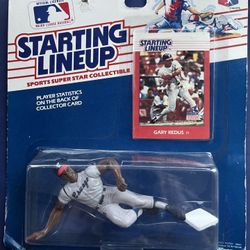 STARTING
LINEUP
SPORTS SUPER STAR COLLECTIBLE
PLAYER STATISTICS
ON THE BACK OF
COLLECTOR CARD
STARTING
LINEUP
GARY REDUS